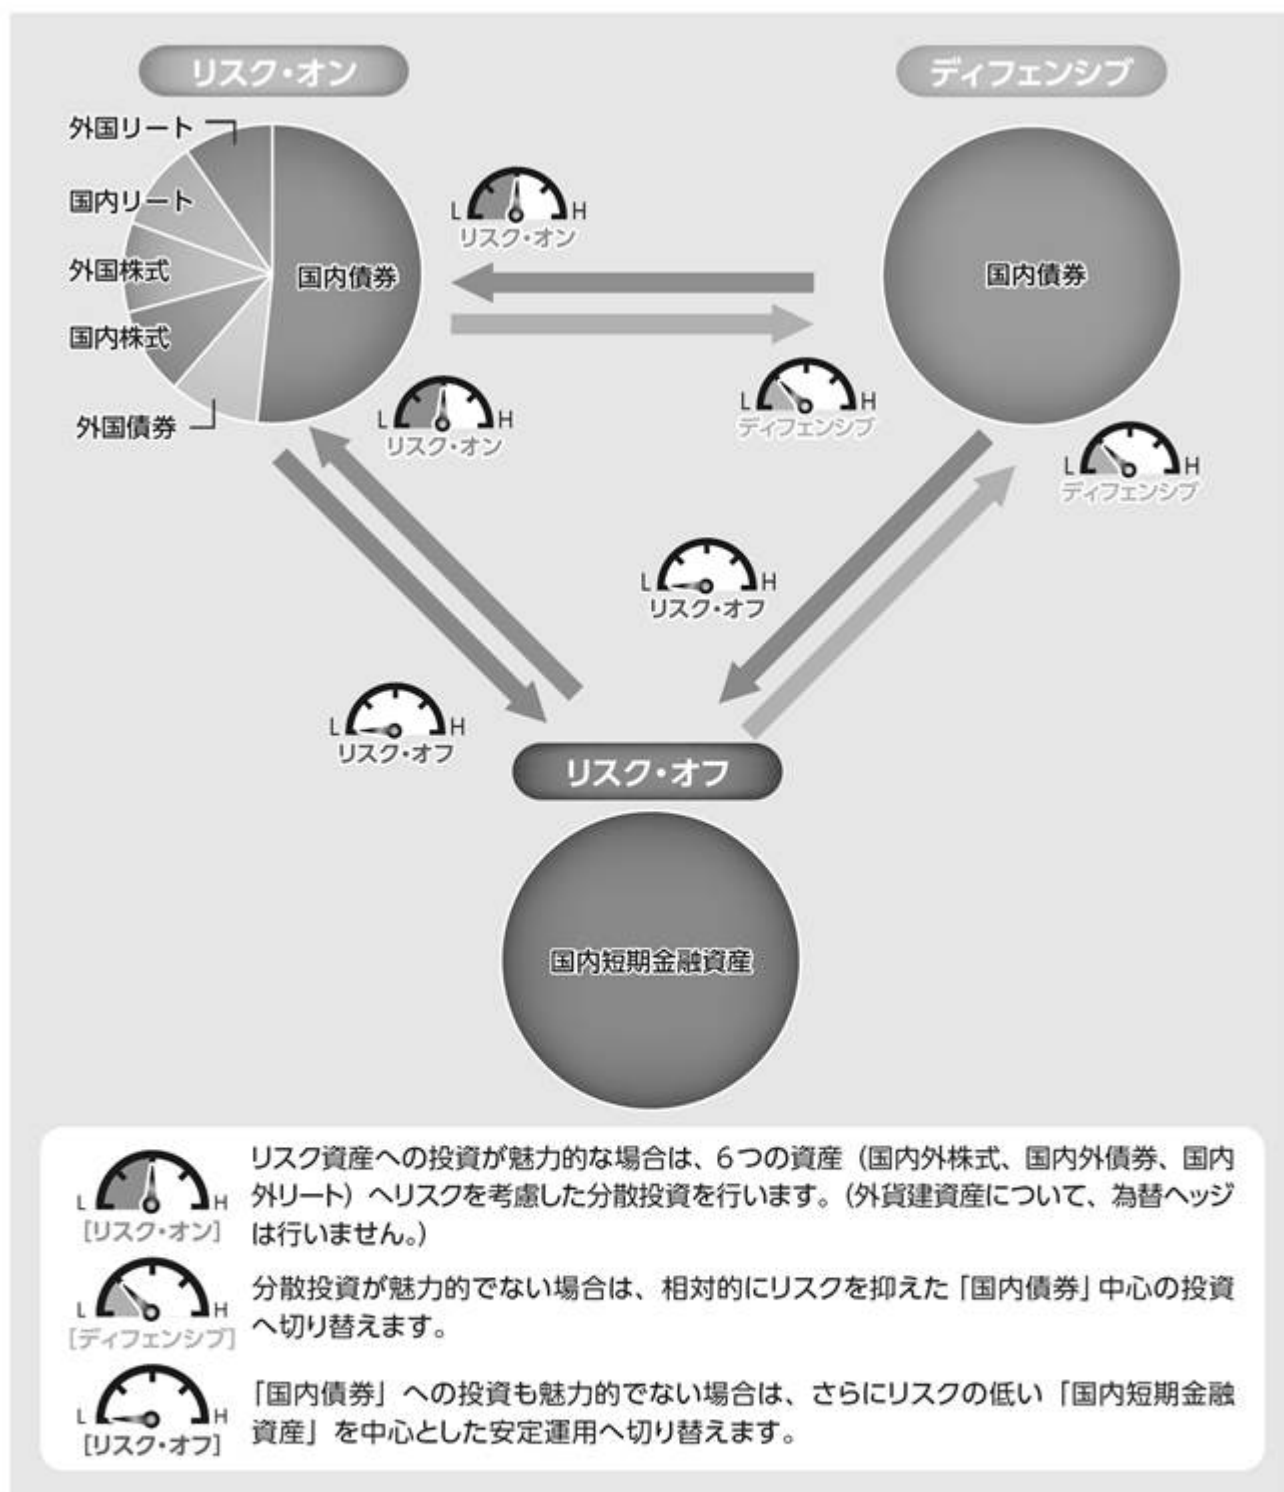 リスク・オン
ディフェンシブ
外国リート
国内リート
外国株式
国内株式
外国債券
国内債券
L H
リスク・オン
国内債券
L H
リスク・オン
L H
ディフェンシブ
L H
ディフェンシブ
L H
リスク・オフ
L H
リスク・オフ
リスク・オフ
国内短期金融資産
L H
[リスク・オン]
リスク資産への投資が魅力的な場合は、6つの資産（国内外株式、国内外債券、国内
外リート）へリスクを考慮した分散投資を行います。（外貨建資産について、為替ヘッジ
は行いません。）
L H
[ディフェンシブ]
分散投資が魅力的でない場合は、相対的にリスクを抑えた「国内債券」中心の投資
へ切り替えます。
L H
[リスク・オフ]
「国内債券」への投資も魅力的でない場合は、さらにリスクの低い「国内短期金融
資産」を中心とした安定運用へ切り替えます。